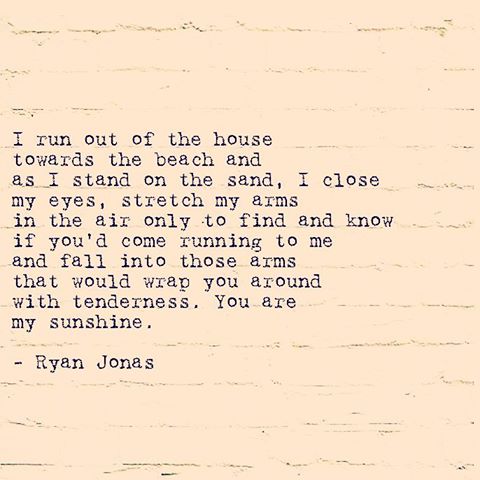 I run out of the house
towards the beach and
as I stand on the sand, I close
my eyes, stretch my arms
in the air only to find and know
if you'd come running to me
and fall into those arms
that would wrap you around
with tenderness. You are
my sunshine.
- Ryan Jonas